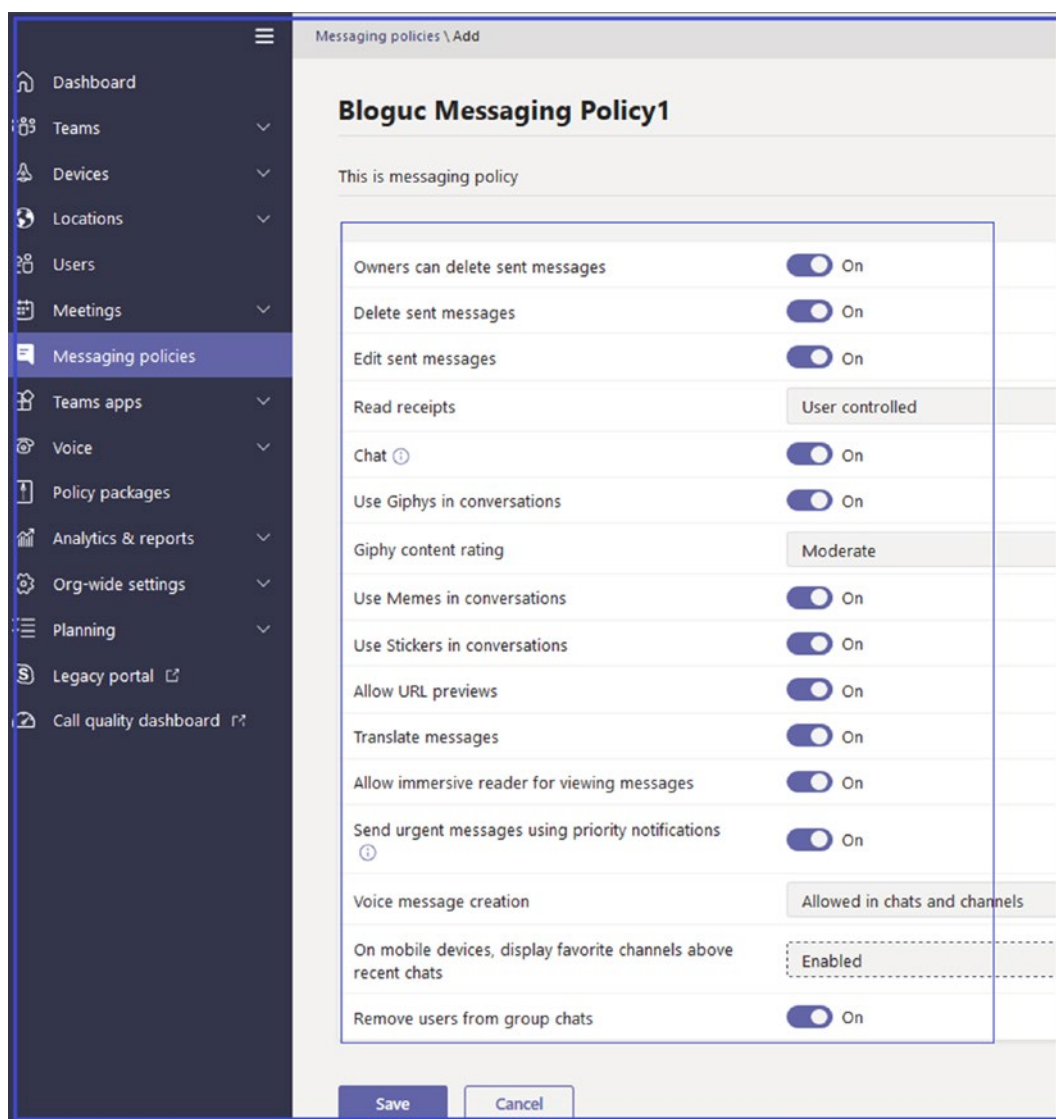 Messaging policies \ Add
Dashboard
Teams
Devices
Locations
Users
Meetings
Messaging policies
Teams apps
Voice
Policy packages
Analytics & reports
Org-wide settings
Planning
Legacy portal
Call quality dashboard
Bloguc Messaging Policy1
This is messaging policy
Owners can delete sent messages On
Delete sent messages On
Edit sent messages On
Read receipts User controlled
Chat On
Use Giphys in conversations On
Giphy content rating Moderate
Use Memes in conversations On
Use Stickers in conversations On
Allow URL previews On
Translate messages On
Allow immersive reader for viewing messages On
Send urgent messages using priority notifications On
Voice message creation Allowed in chats and channels
On mobile devices, display favorite channels above
recent chats Enabled
Remove users from group chats On
Save Cancel